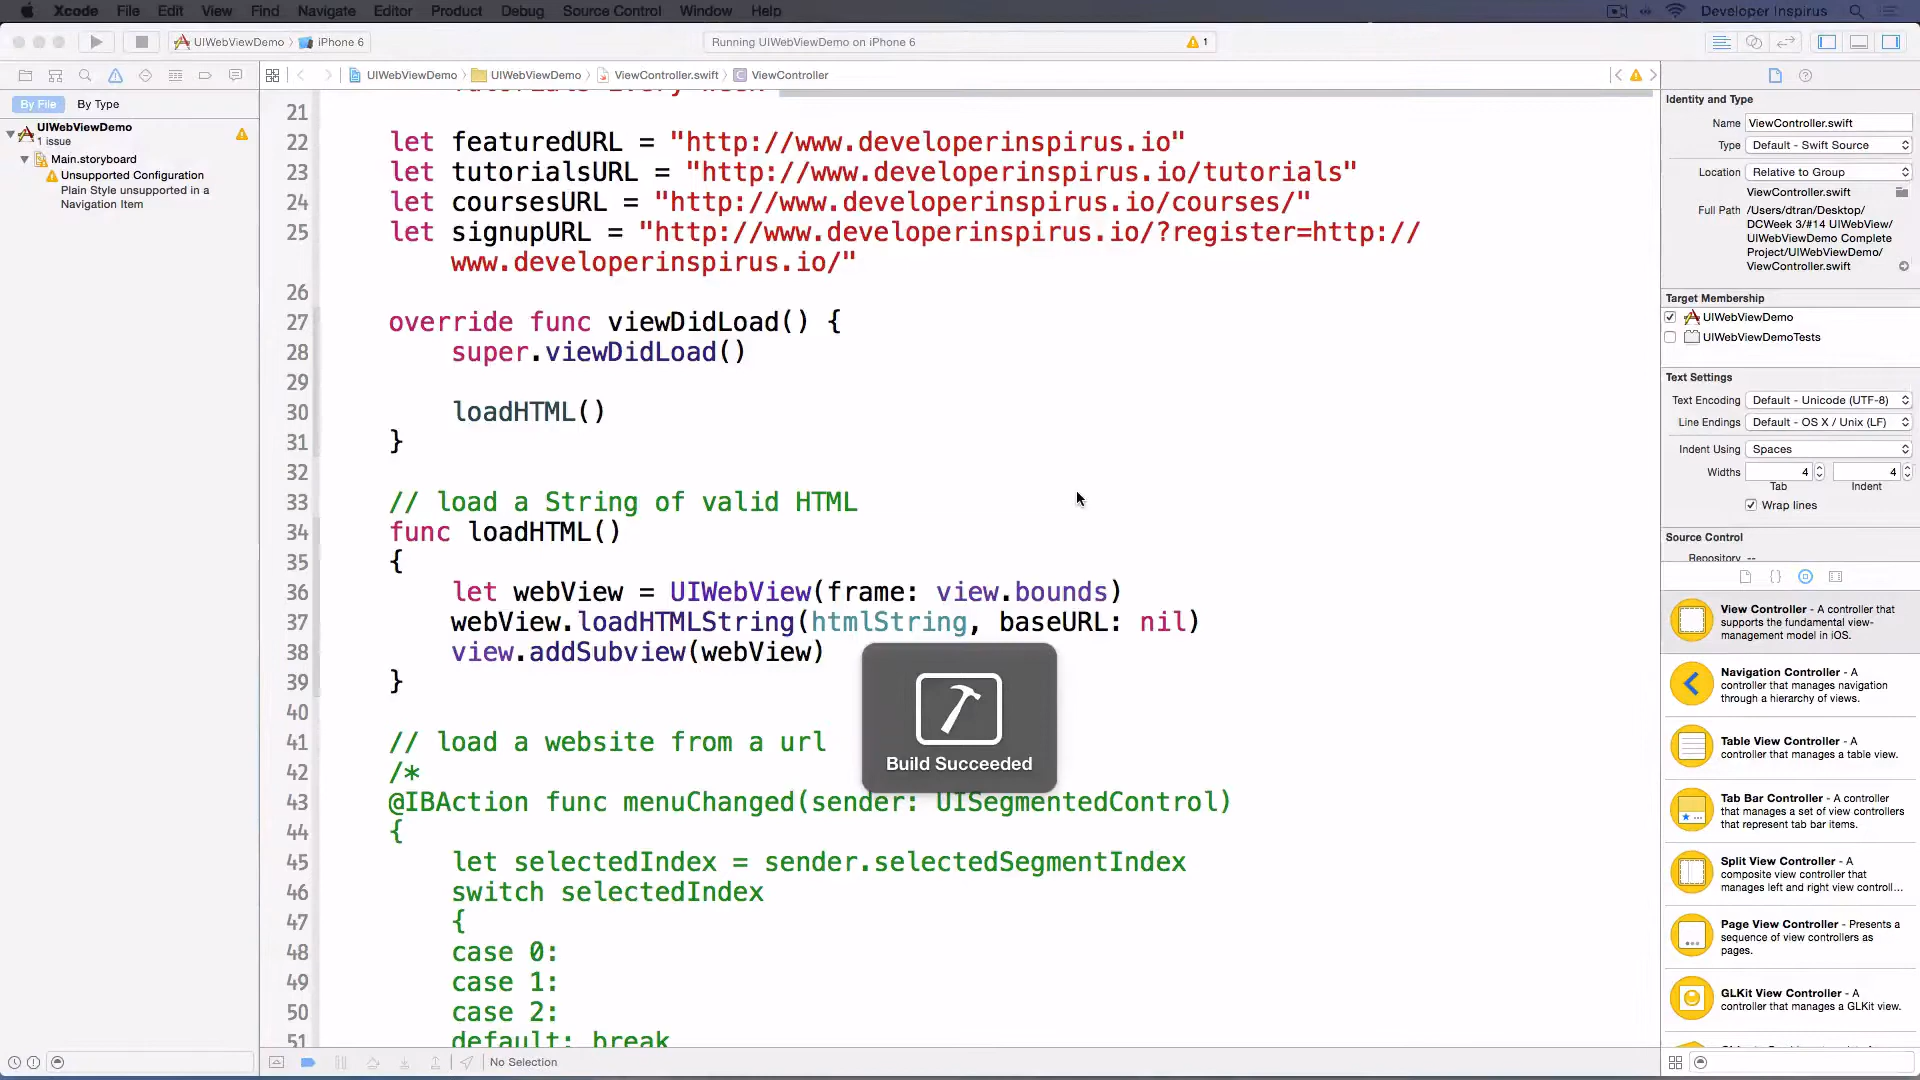 Xcode File Edit View Find Navigate Editor Product Debug Source Control Window Help Developer Inspirus
UIWebViewDemo iPhone 6 Running UIWebViewDemo on iPhone 6 1
UIWebViewDemo UIWebViewDemo ViewController.swift ViewController
By File By Type
UIWebViewDemo
1 issue
Main.storyboard
Unsupported Configuration
Plain Style unsupported in a
Navigation Item
21
22 let featuredURL = "http://www.developerinspirus.io"
23 let tutorialsURL = "http://www.developerinspirus.io/tutorials"
24 let coursesURL = "http://www.developerinspirus.io/courses/"
25 let signupURL = "http://www.developerinspirus.io/?register=http://
www.developerinspirus.io/"
26
27 override func viewDidLoad() {
28 super.viewDidLoad()
29
30 loadHTML()
31 }
32
33 // load a String of valid HTML
34 func loadHTML()
35 {
36 let webView = UIWebView(frame: view.bounds)
37 webView.loadHTMLString(htmlString, baseURL: nil)
38 view.addSubview(webView)
39 }
40
41 // load a website from a url
42 /*
43 @IBAction func menuChanged(sender: UISegmentedControl)
44 {
45 let selectedIndex = sender.selectedSegmentIndex
46 switch selectedIndex
47 {
48 case 0:
49 case 1:
50 case 2:
51 default: break
Build Succeeded
No Selection
Identity and Type
Name ViewController.swift
Type Default - Swift Source
Location Relative to Group
ViewController.swift
Full Path /Users/dtran/Desktop/
DCWeek 3/#14 UIWebView/
UIWebViewDemo Complete
Project/UIWebViewDemo/
ViewController.swift
Target Membership
UIWebViewDemo
UIWebViewDemoTests
Text Settings
Text Encoding Default - Unicode (UTF-8)
Line Endings Default - OS X / Unix (LF)
Indent Using Spaces
Widths 4 4
Tab Indent
Wrap lines
Source Control
Repository --
View Controller - A controller that
supports the fundamental view-
management model in iOS.
Navigation Controller - A
controller that manages navigation
through a hierarchy of views.
Table View Controller - A
controller that manages a table view.
Tab Bar Controller - A controller
that manages a set of view controllers
that represent tab bar items.
Split View Controller - A
composite view controller that
manages left and right view controll...
Page View Controller - Presents a
sequence of view controllers as
pages.
GLKit View Controller - A
controller that manages a GLKit view.